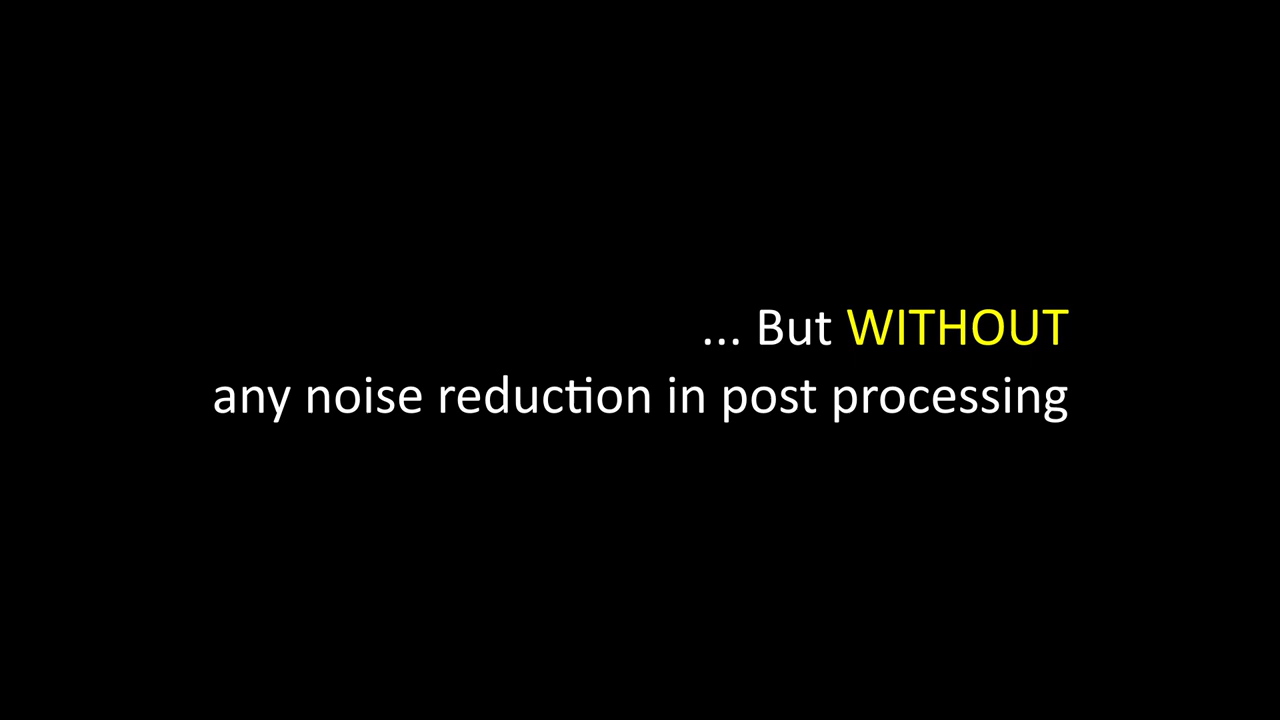 ... But WITHOUT
any noise reduction in post processing